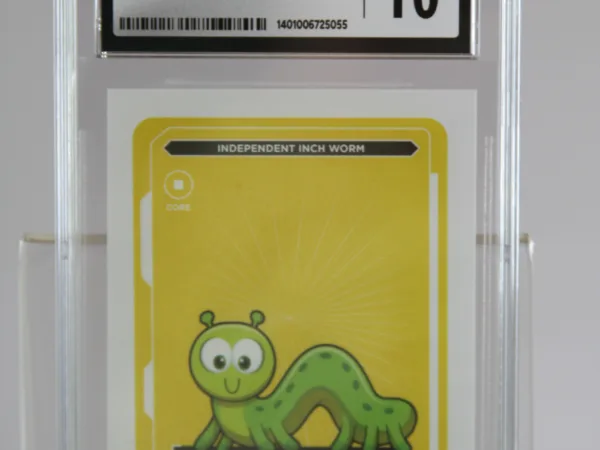 1401006725055
10
INDEPENDENT INCH WORM
CORE